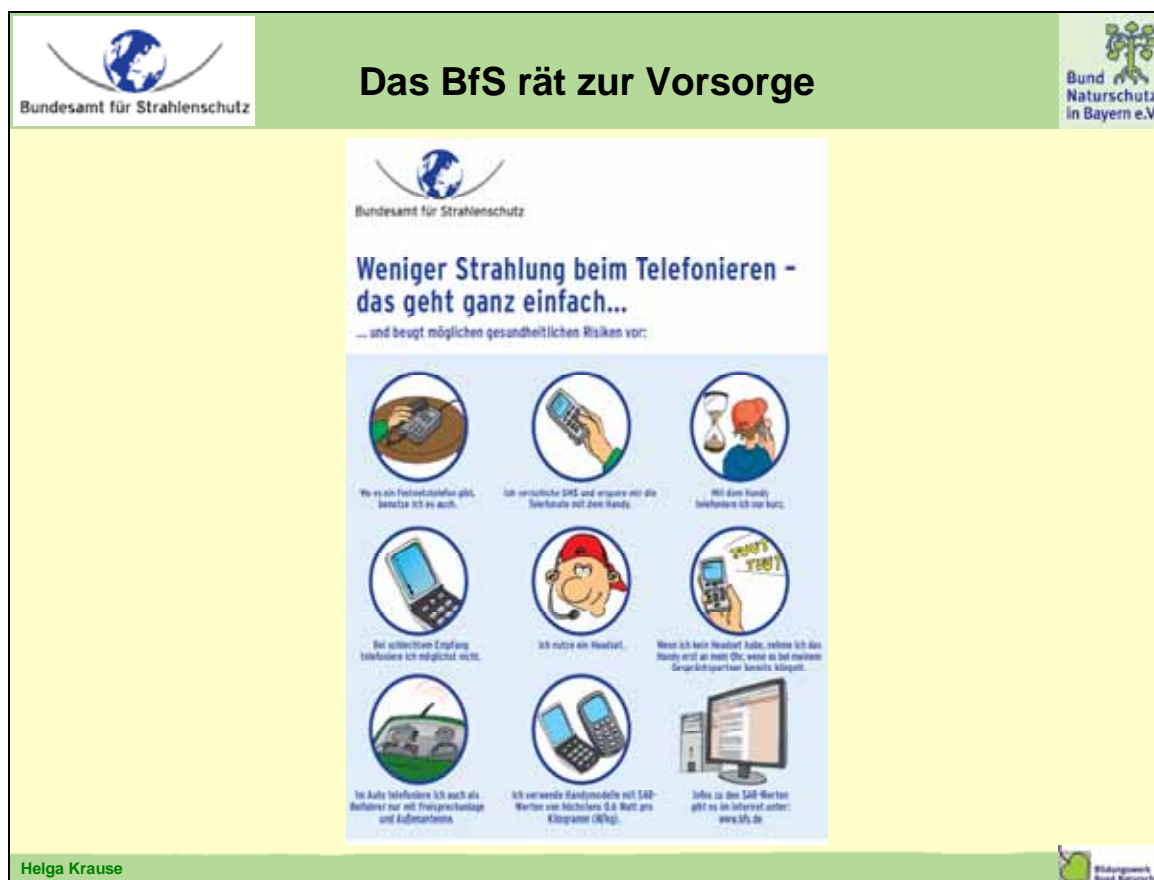 Bundesamt für Strahlenschutz
Das BfS rät zur Vorsorge
Bund
Naturschutz
in Bayern e.V
Bundesamt für Strahlenschutz
Weniger Strahlung beim Telefonieren –
das geht ganz einfach...
... und beugt möglichen gesundheitlichen Risiken vor:
Wo es ein Festnetztelefon gibt,
benutze ich es auch.
Ich verschicke SMS und erspare mir die
Telefonate mit dem Handy.
Mit dem Handy
telefoniere ich nur kurz.
TUUT
TUUT
Bei schlechtem Empfang
telefoniere ich möglichst nicht.
Ich nutze ein Headset.
Wenn ich kein Headset habe, nehme ich das
Handy erst an mein Ohr, wenn es bei meinem
Gesprächspartner bereits klingelt.
Im Auto telefoniere ich auch als
Beifahrer nur mit Freisprechanlage
und Außenantenne.
Ich verwende Handymodelle mit SAR-
Werten von höchstens 0,6 Watt pro
Kilogramm (W/kg).
Infos zu den SAR-Werten
gibt es im Internet unter:
www.bfs.de
Helga Krause
Bildungswerk
Bund Natursch